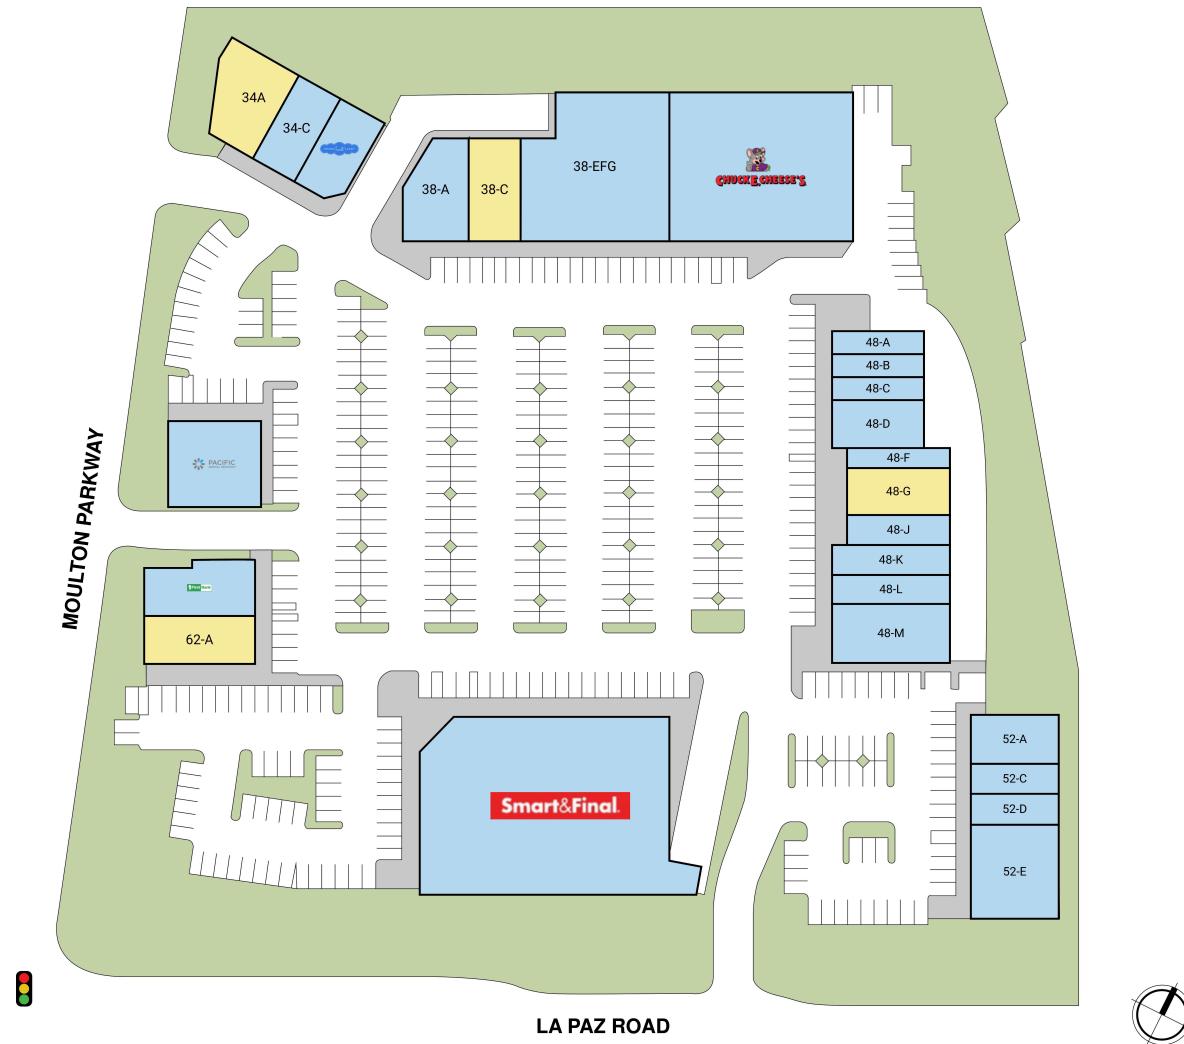 34A
34-C
38-A
38-C
38-EFG
CHUCK E. CHEESE'S
48-A
48-B
48-C
48-D
48-F
48-G
48-J
48-K
48-L
48-M
PACIFIC
MOULTON PARKWAY
62-A
Smart&Final.
52-A
52-C
52-D
52-E
LA PAZ ROAD